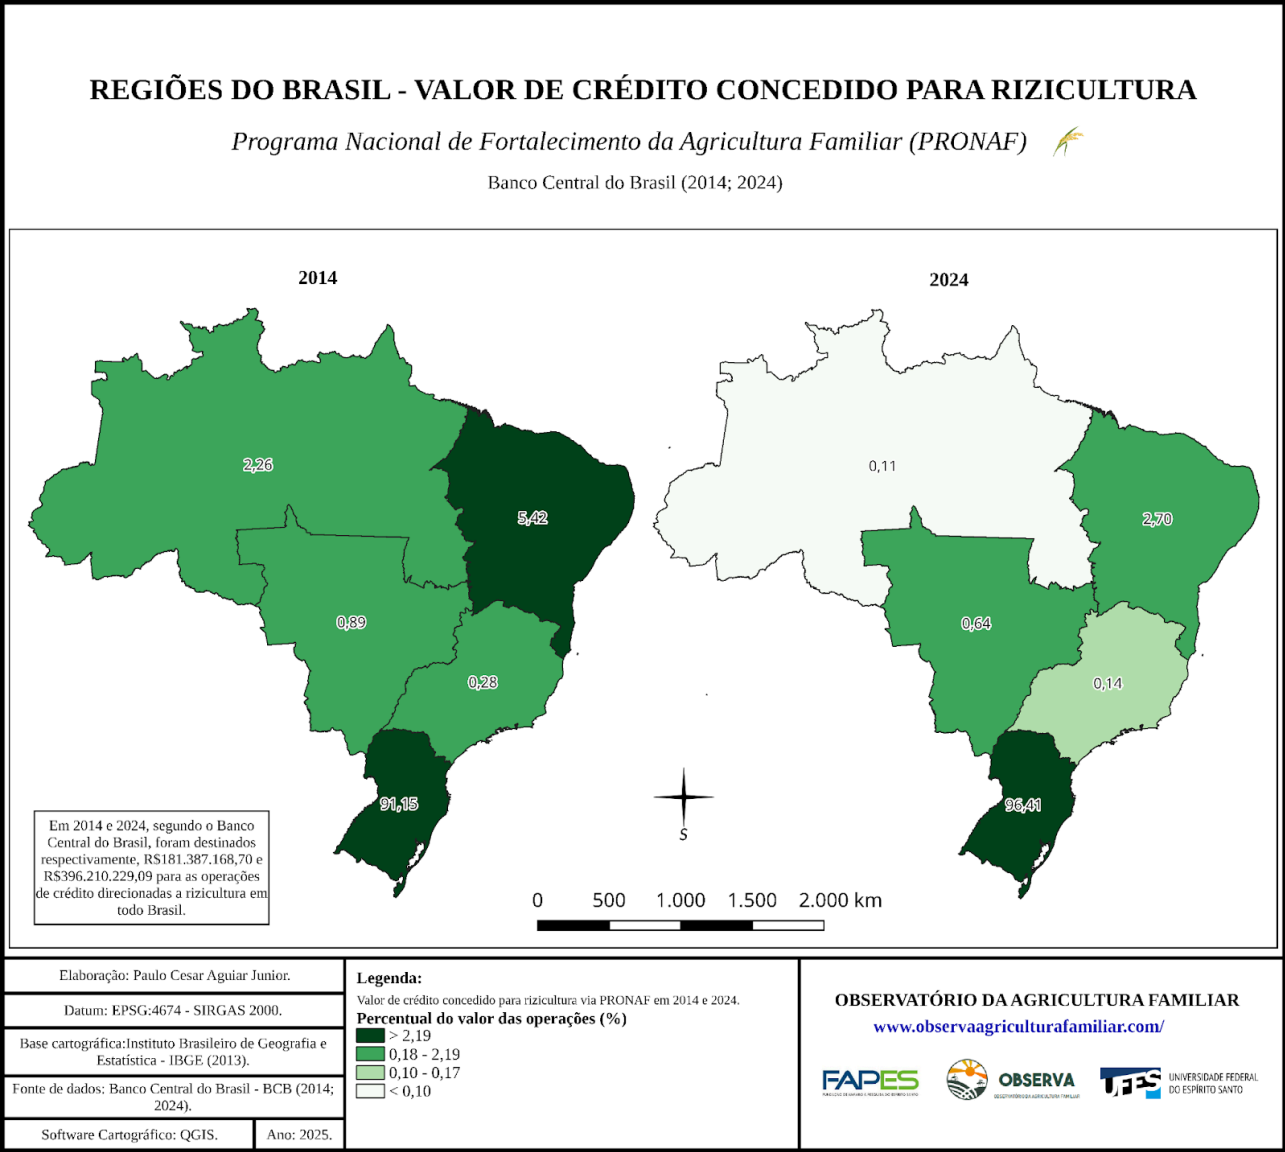 REGIÕES DO BRASIL - VALOR DE CRÉDITO CONCEDIDO PARA RIZICULTURA
Programa Nacional de Fortalecimento da Agricultura Familiar (PRONAF)
Banco Central do Brasil (2014; 2024)
2014
2,26
5,42
0,89
0,28
91,15
2024
0,11
2,70
0,64
0,14
96,41
S
Em 2014 e 2024, segundo o Banco
Central do Brasil, foram destinados
respectivamente, R$181.387.168,70 e
R$396.210.229,09 para as operações
de crédito direcionadas a rizicultura em
todo Brasil.
0 500 1.000 1.500 2.000 km
Elaboração: Paulo Cesar Aguiar Junior.
Datum: EPSG:4674 - SIRGAS 2000.
Base cartográfica:Instituto Brasileiro de Geografia e
Estatística - IBGE (2013).
Fonte de dados: Banco Central do Brasil - BCB (2014;
2024).
Software Cartográfico: QGIS.
Ano: 2025.
Legenda:
Valor de crédito concedido para rizicultura via PRONAF em 2014 e 2024.
Percentual do valor das operações (%)
> 2,19
0,18 - 2,19
0,10 - 0,17
< 0,10
OBSERVATÓRIO DA AGRICULTURA FAMILIAR
www.observaagriculturafamiliar.com/
FAPES
OBSERVA
OBSERVATÓRIO DA AGRICULTURA FAMILIAR
UFES
UNIVERSIDADE FEDERAL
DO ESPÍRITO SANTO